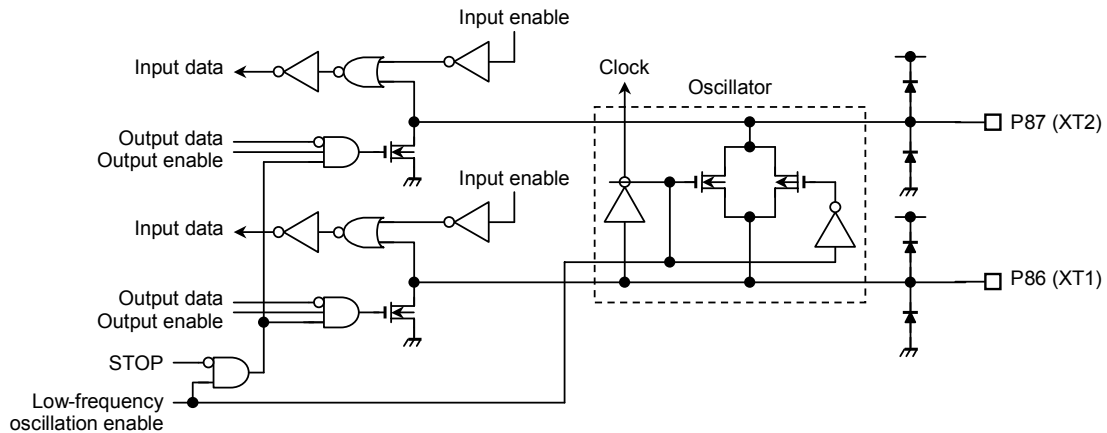 Input enable
Input data
Clock
Oscillator
P87 (XT2)
Output data
Output enable
Input enable
Input data
P86 (XT1)
Output data
Output enable
STOP
Low-frequency
oscillation enable